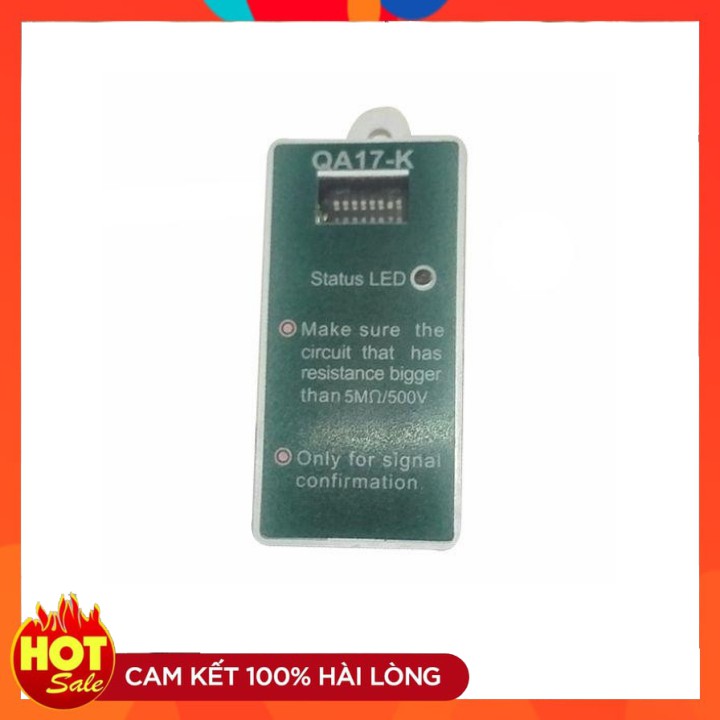 QA17-K
Status LED
Make sure the
circuit that has
resistance bigger
than 5MΩ/500V
Only for signal
confirmation
HOT
Sale
CAM KẾT 100% HÀI LÒNG